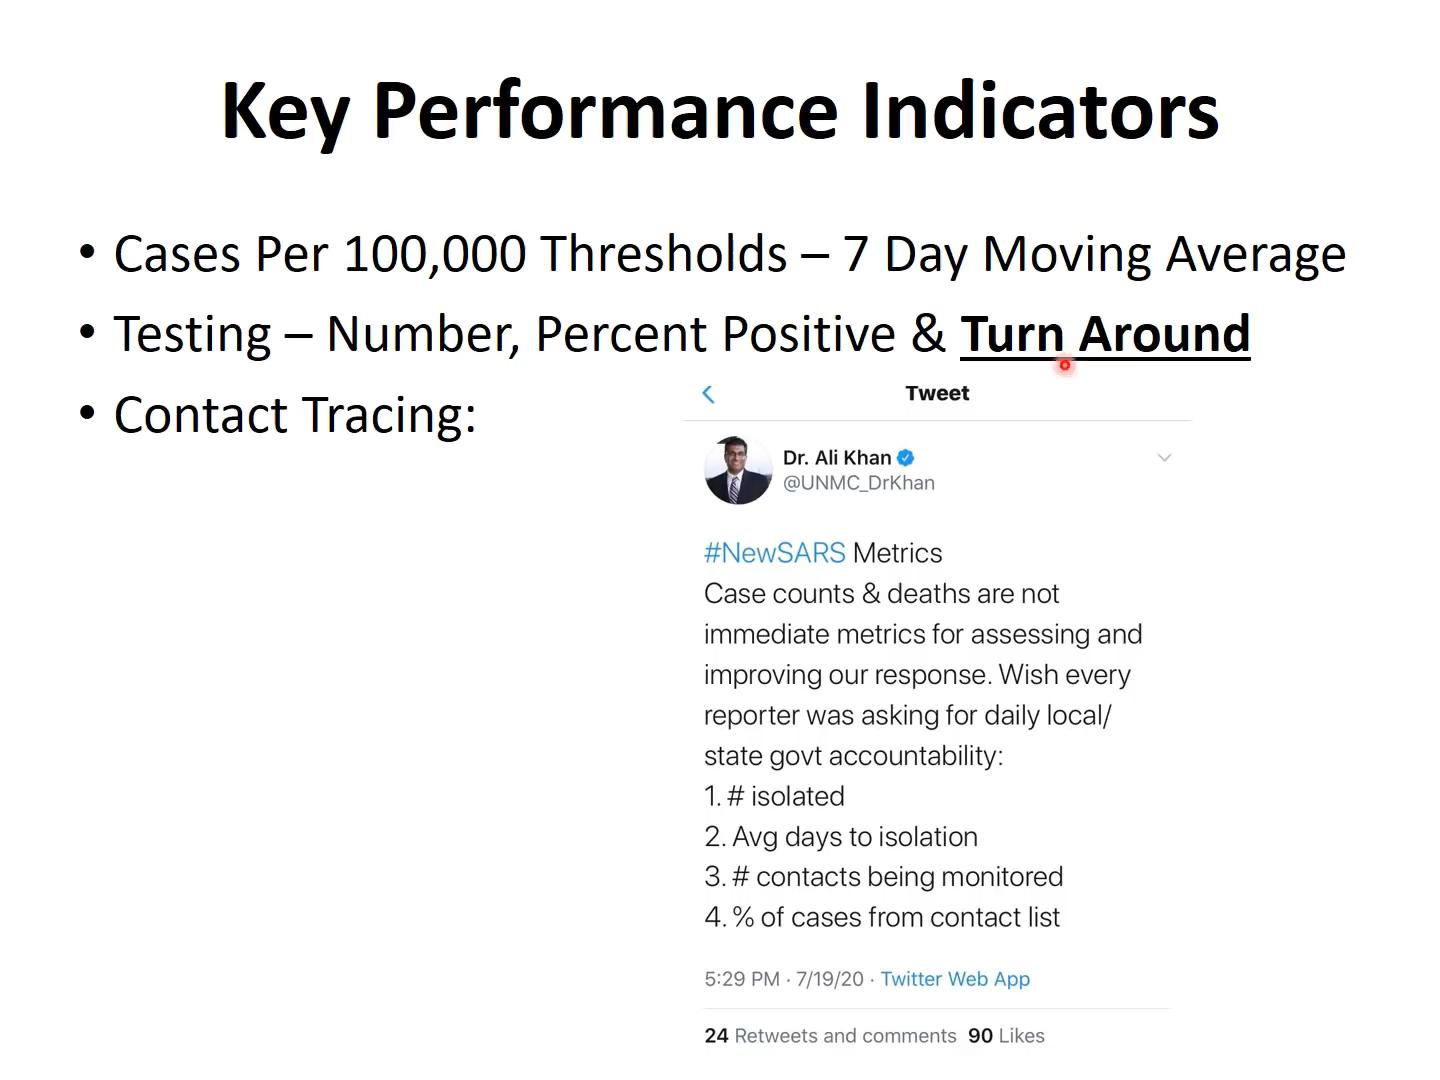 Key Performance Indicators
• Cases Per 100,000 Thresholds – 7 Day Moving Average
• Testing – Number, Percent Positive & Turn Around
• Contact Tracing:
Tweet
Dr. Ali Khan
@UNMC_DrKhan
#NewSARS Metrics
Case counts & deaths are not
immediate metrics for assessing and
improving our response. Wish every
reporter was asking for daily local/
state govt accountability:
1. # isolated
2. Avg days to isolation
3. # contacts being monitored
4. % of cases from contact list
5:29 PM · 7/19/20 · Twitter Web App
24 Retweets and comments 90 Likes